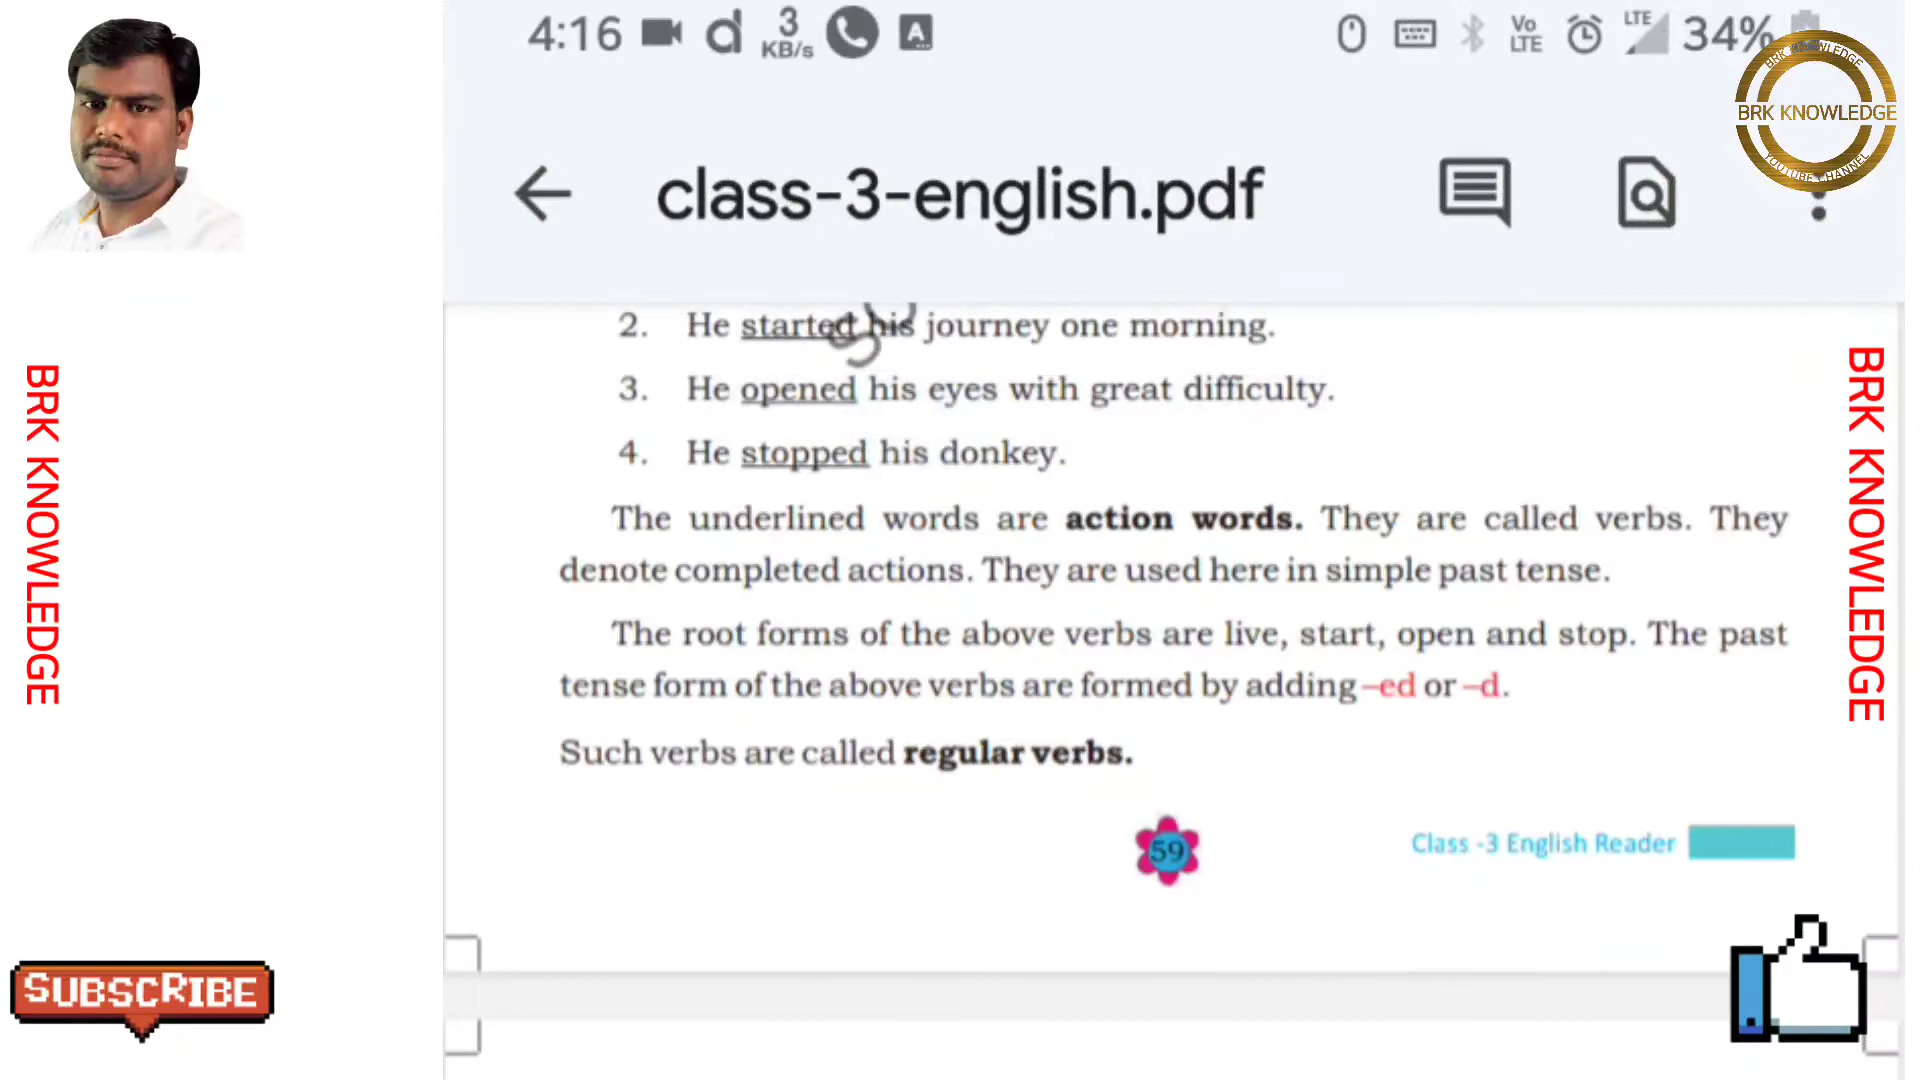 4:16 3 KB/s A Vo LTE LTE 34%
BRK KNOWLEDGE
BRK KNOWLEDGE
YOUTUBE CHANNEL
class-3-english.pdf
2. He started his journey one morning.
3. He opened his eyes with great difficulty.
4. He stopped his donkey.
The underlined words are action words. They are called verbs. They
denote completed actions. They are used here in simple past tense.
The root forms of the above verbs are live, start, open and stop. The past
tense form of the above verbs are formed by adding –ed or –d.
Such verbs are called regular verbs.
59
Class -3 English Reader
BRK KNOWLEDGE
BRK KNOWLEDGE
SUBSCRIBE